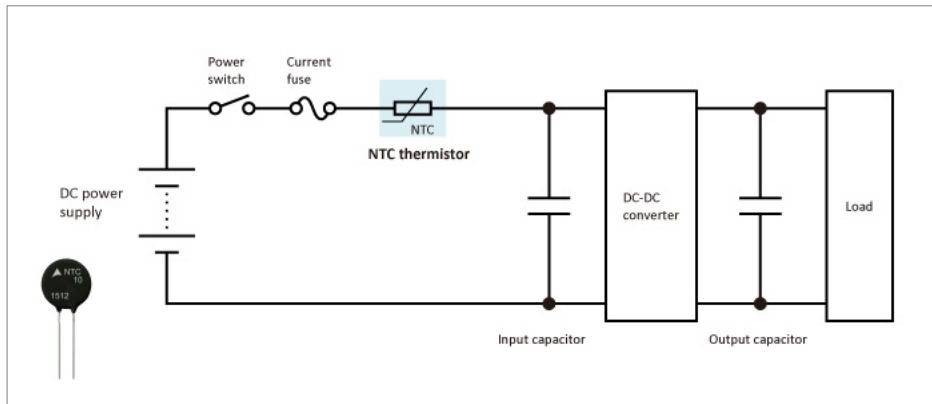 Power
switch
Current
fuse
NTC
NTC thermistor
DC power
supply
DC-DC
converter
Load
NTC
10
1512
Input capacitor
Output capacitor